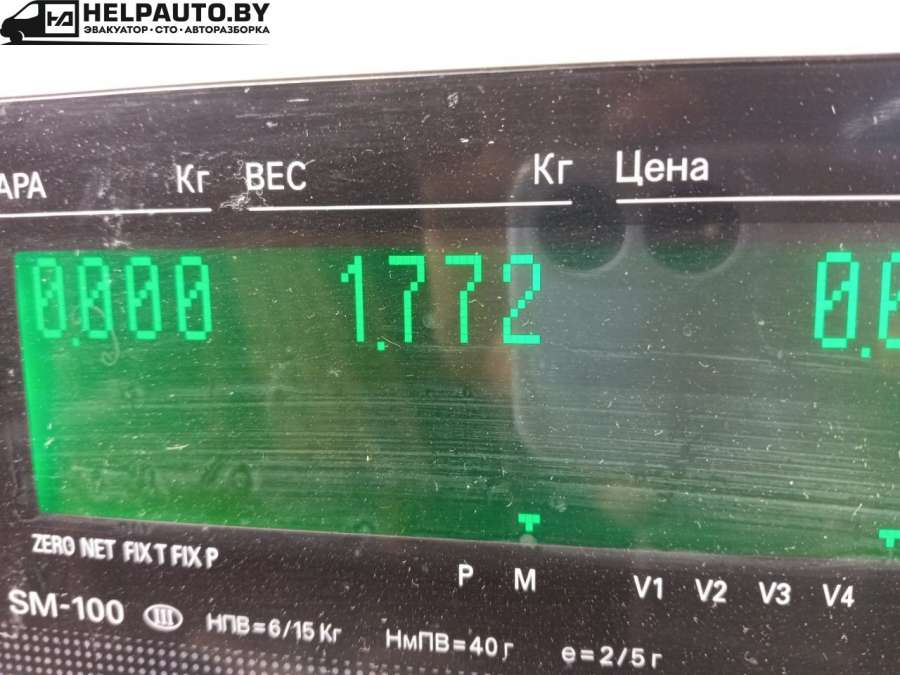 HELPAUTO.BY
ЭВАКУАТОР · СТО · АВТОРАЗБОРКА
Кг ВЕС Кг Цена
0.000 1.772
ZERO NET FIX T FIX P
P M V1 V2 V3 V4
SM-100 III НПВ=6/15 Кг НмПВ=40 г e=2/5 г